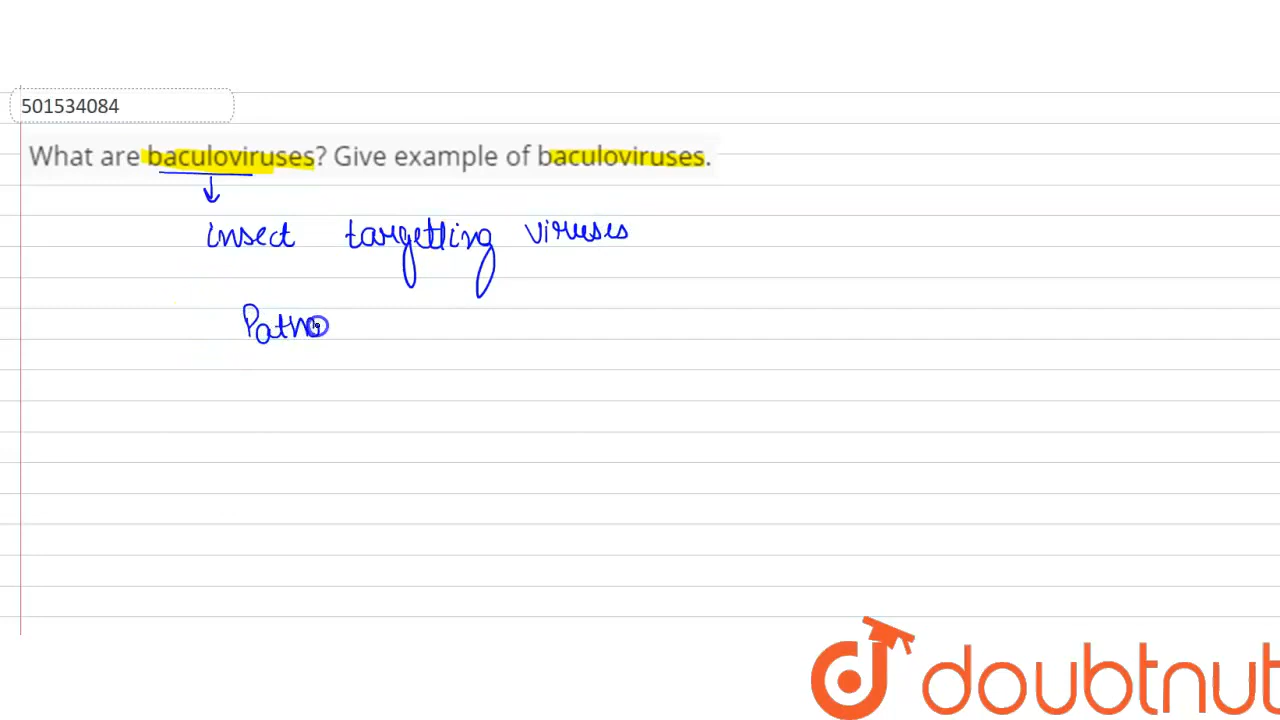 501534084
What are baculoviruses? Give example of baculoviruses.
insect targetting viruses
Patho
doubtnut